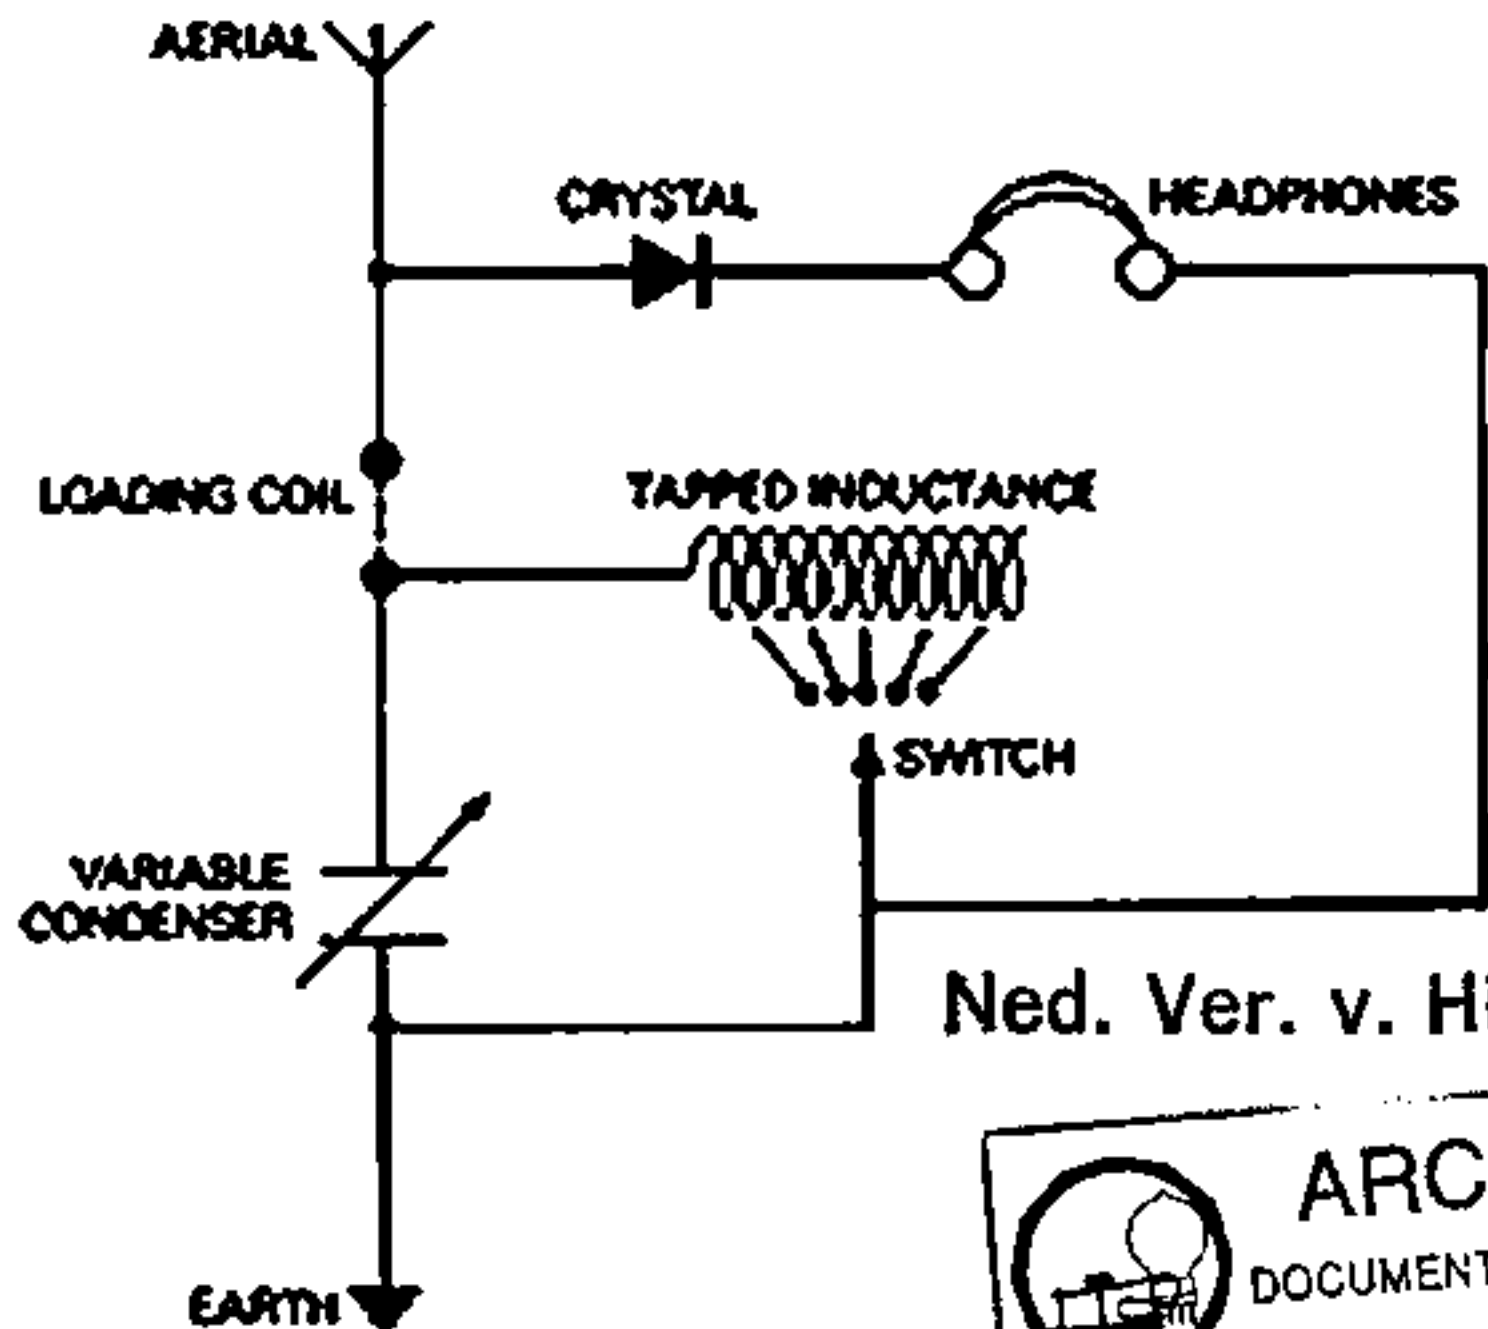 AERIAL
CRYSTAL
HEADPHONES
LOADING COIL
TAPPED INDUCTANCE
SWITCH
VARIABLE
CONDENSER
Ned. Ver. v. Hi
ARC
DOCUMENT
EARTH